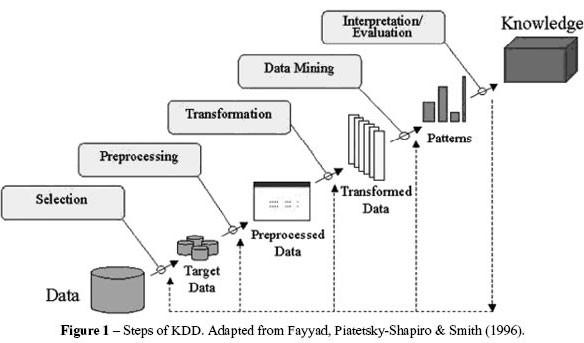 Interpretation/
Evaluation
Knowledge
Data Mining
Transformation
Patterns
Preprocessing
Transformed
Data
Selection
Preprocessed
Data
Target
Data
Data
Figure 1 – Steps of KDD. Adapted from Fayyad, Piatetsky-Shapiro & Smith (1996).